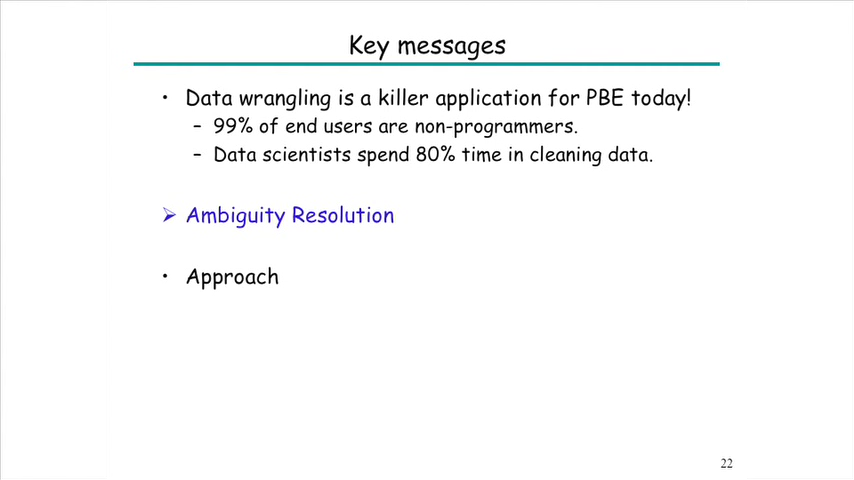 Key messages
• Data wrangling is a killer application for PBE today!
– 99% of end users are non-programmers.
– Data scientists spend 80% time in cleaning data.
➢ Ambiguity Resolution
• Approach
22